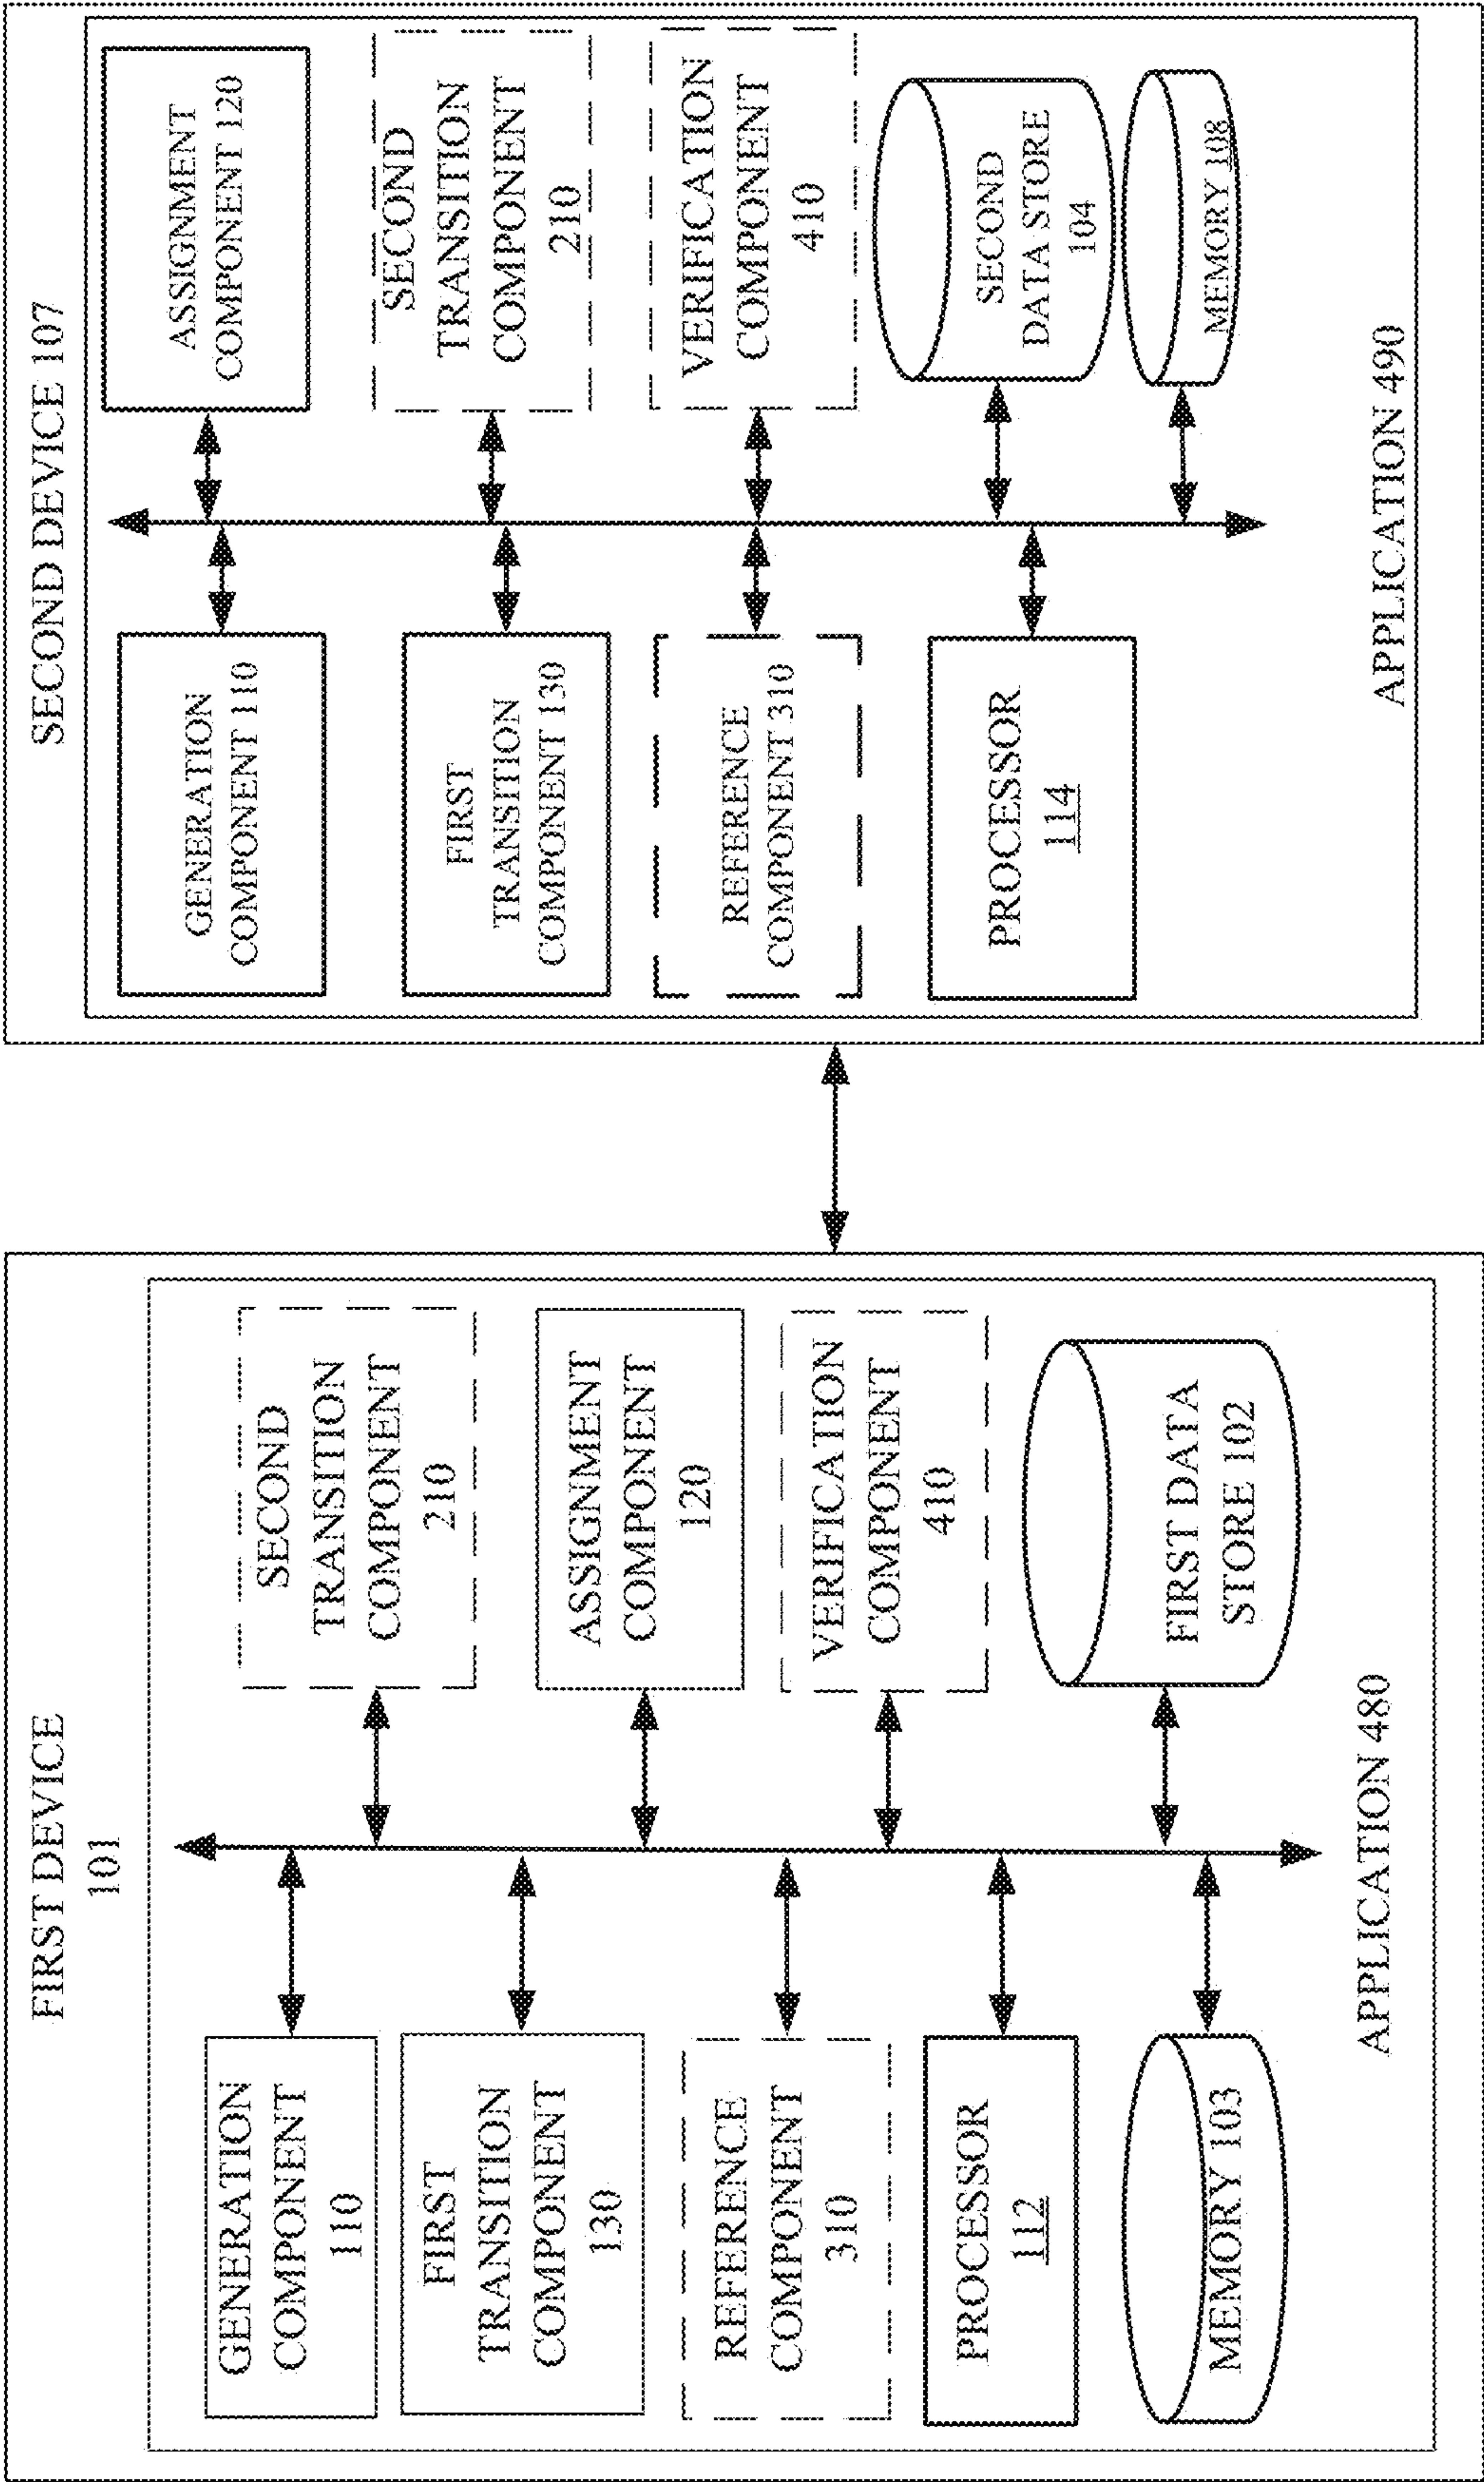 FIRST DEVICE
101
GENERATION
COMPONENT
110
SECOND
TRANSITION
COMPONENT
210
FIRST
TRANSITION
COMPONENT
130
ASSIGNMENT
COMPONENT
120
REFERENCE
COMPONENT
310
VERIFICATION
COMPONENT
410
PROCESSOR
112
FIRST DATA
STORE 102
MEMORY 103
APPLICATION 480
SECOND DEVICE 107
GENERATION
COMPONENT 110
ASSIGNMENT
COMPONENT 120
FIRST
TRANSITION
COMPONENT 130
SECOND
TRANSITION
COMPONENT
210
REFERENCE
COMPONENT 310
VERIFICATION
COMPONENT
410
PROCESSOR
114
SECOND
DATA STORE
104
MEMORY 108
APPLICATION 490